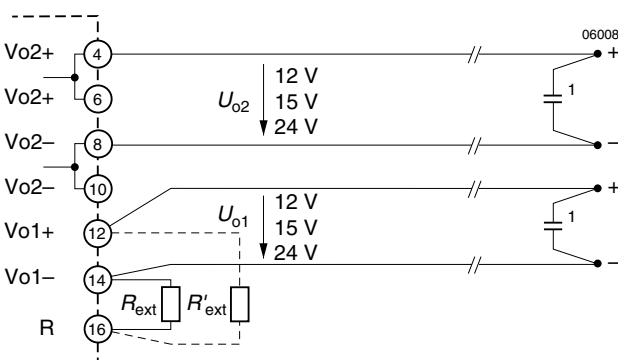 06008
Vo2+
4
+
12 V
Vo2+
6
Uo2
15 V
1
24 V
Vo2–
8
–
Vo2–
10
+
12 V
Vo1+
12
Uo1
15 V
1
24 V
Vo1–
14
–
Rext
R'ext
R
16